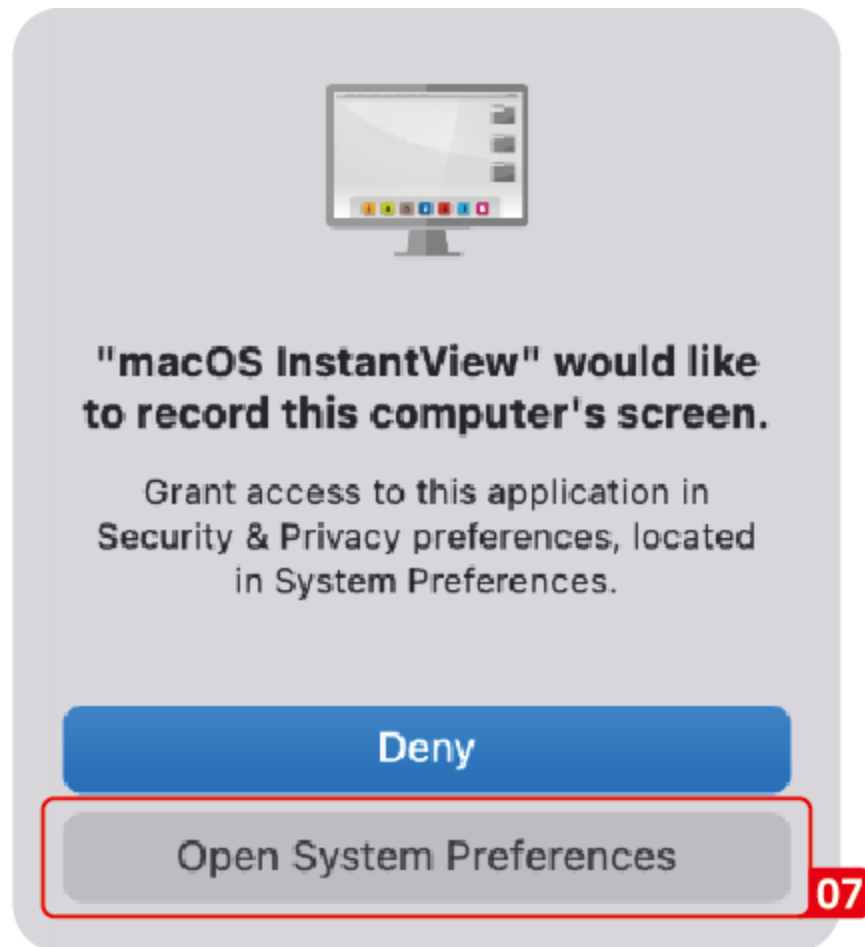 "macOS InstantView" would like
to record this computer's screen.
Grant access to this application in
Security & Privacy preferences, located
in System Preferences.
Deny
Open System Preferences
07